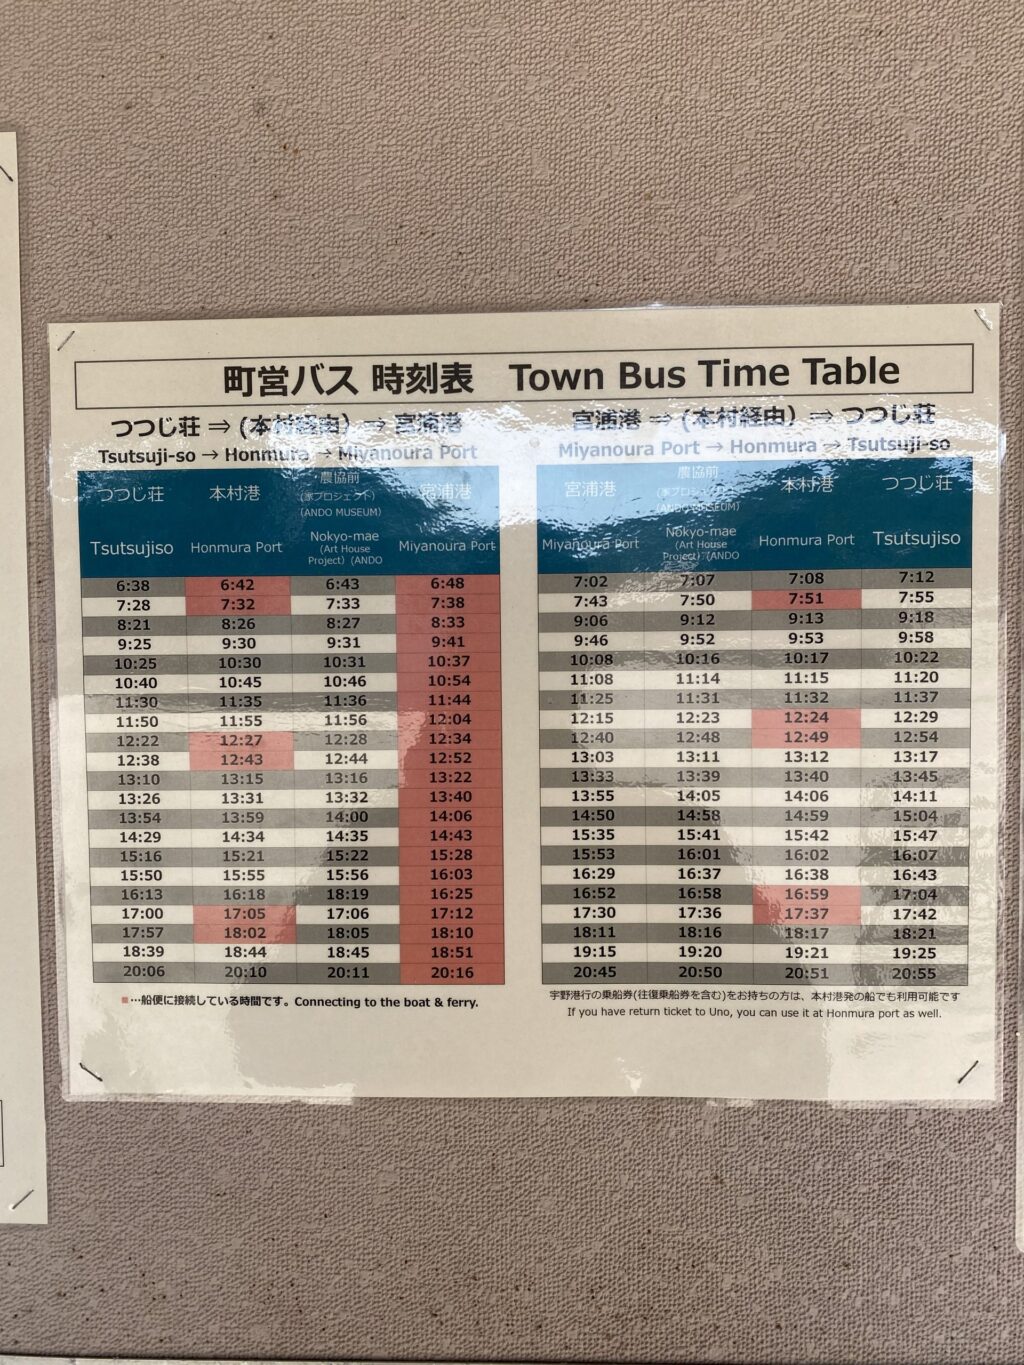 町営バス 時刻表 Town Bus Time Table
つつじ荘 ⇒ (本村経由) ⇒ 宮浦港
Tsutsuji-so → Honmura → Miyanoura Port
つつじ荘 本村港 農協前 (家プロジェクト) (ANDO MUSEUM) 宮浦港
Tsutsujiso Honmura Port Nokyo-mae (Art House Project) (ANDO Miyanoura Port
6:38 6:42 6:43 6:48
7:28 7:32 7:33 7:38
8:21 8:26 8:27 8:33
9:25 9:30 9:31 9:41
10:25 10:30 10:31 10:37
10:40 10:45 10:46 10:54
11:30 11:35 11:36 11:44
11:50 11:55 11:56 12:04
12:22 12:27 12:28 12:34
12:38 12:43 12:44 12:52
13:10 13:15 13:16 13:22
13:26 13:31 13:32 13:40
13:54 13:59 14:00 14:06
14:29 14:34 14:35 14:43
15:16 15:21 15:22 15:28
15:50 15:55 15:56 16:03
16:13 16:18 18:19 16:25
17:00 17:05 17:06 17:12
17:57 18:02 18:05 18:10
18:39 18:44 18:45 18:51
20:06 20:10 20:11 20:16
■…船便に接続している時間です。Connecting to the boat & ferry.
宮浦港 ⇒ (本村経由) ⇒ つつじ荘
Miyanoura Port → Honmura → Tsutsuji-so
宮浦港 農協前 (家プロジェクト) (ANDO MUSEUM) 本村港 つつじ荘
Miyanoura Port Nokyo-mae (Art House Project) (ANDO Honmura Port Tsutsujiso
7:02 7:07 7:08 7:12
7:43 7:50 7:51 7:55
9:06 9:12 9:13 9:18
9:46 9:52 9:53 9:58
10:08 10:16 10:17 10:22
11:08 11:14 11:15 11:20
11:25 11:31 11:32 11:37
12:15 12:23 12:24 12:29
12:40 12:48 12:49 12:54
13:03 13:11 13:12 13:17
13:33 13:39 13:40 13:45
13:55 14:05 14:06 14:11
14:50 14:58 14:59 15:04
15:35 15:41 15:42 15:47
15:53 16:01 16:02 16:07
16:29 16:37 16:38 16:43
16:52 16:58 16:59 17:04
17:30 17:36 17:37 17:42
18:11 18:16 18:17 18:21
19:15 19:20 19:21 19:25
20:45 20:50 20:51 20:55
宇野港行の乗船券(往復乗船券を含む)をお持ちの方は、本村港発の船でも利用可能です
If you have return ticket to Uno, you can use it at Honmura port as well.